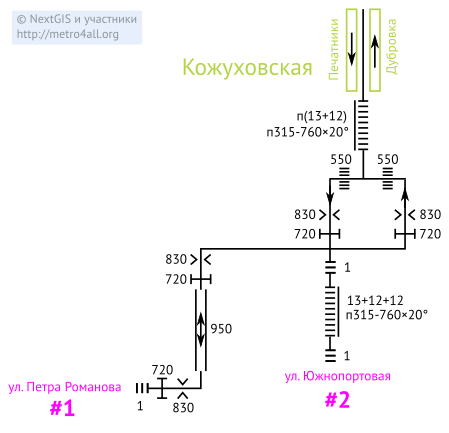 © NextGIS и участники
http://metro4all.org
Печатники
Дубровка
Кожуховская
п(13+12)
п315-760×20°
550 550
830 830
720 720
830 1
720
13+12+12
п315-760×20°
950
1
720
ул. Петра Романова
#1
1
830
ул. Южнопортовая
#2